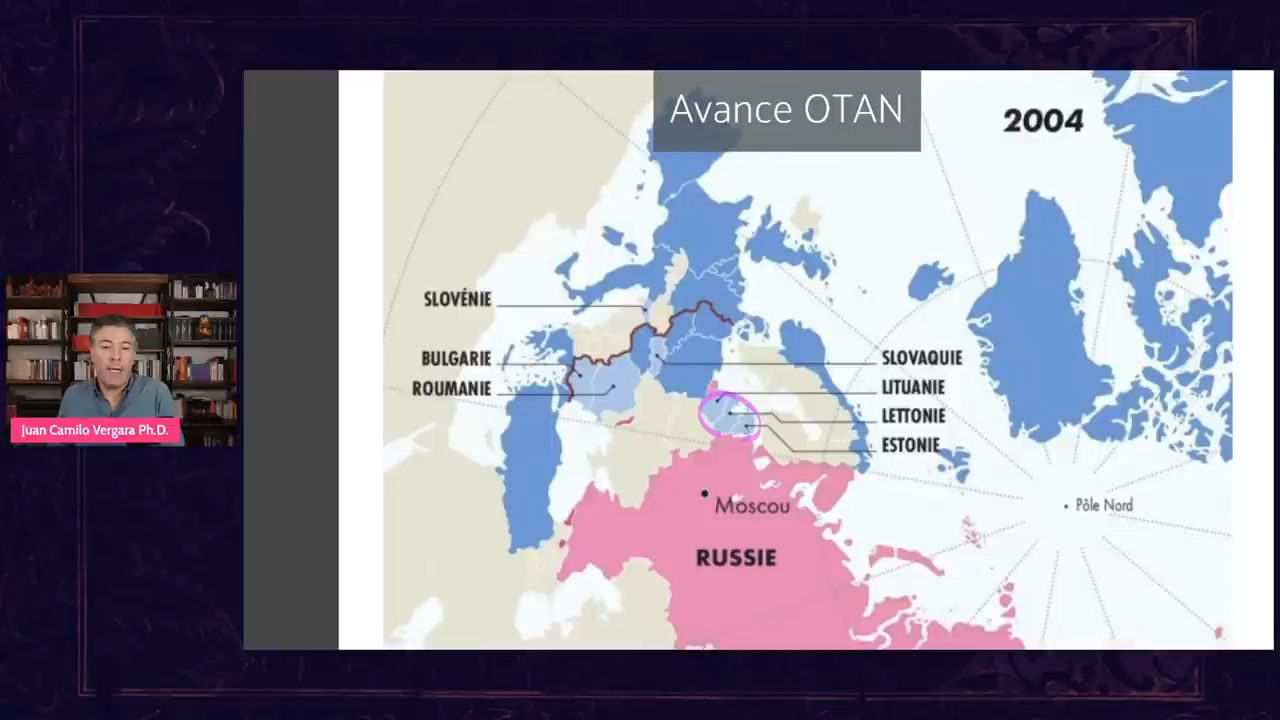 Avance OTAN
2004
SLOVÉNIE
BULGARIE
ROUMANIE
SLOVAQUIE
LITUANIE
LETTONIE
ESTONIE
Moscou
RUSSIE
Pôle Nord
Juan Camilo Vergara Ph.D.